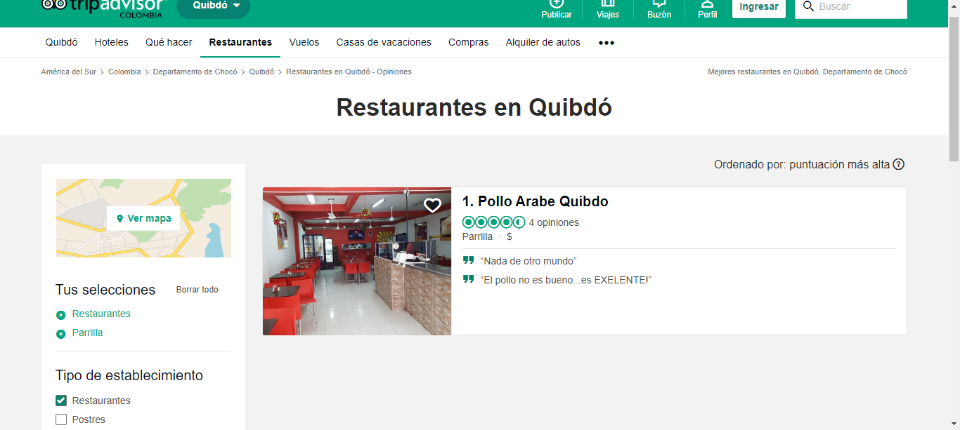 tripadvisor
COLOMBIA
Quibdó
Publicar
Viajes
Buzón
Perfil
Ingresar
Buscar
Quibdó Hoteles Qué hacer Restaurantes Vuelos Casas de vacaciones Compras Alquiler de autos •••
América del Sur > Colombia > Departamento de Chocó > Quibdó > Restaurantes en Quibdó - Opiniones
Mejores restaurantes en Quibdó, Departamento de Chocó
Restaurantes en Quibdó
Ordenado por: puntuación más alta ?
Ver mapa
Tus selecciones Borrar todo
Restaurantes
Parrilla
Tipo de establecimiento
Restaurantes
Postres
1. Pollo Arabe Quibdo
4 opiniones
Parrilla · $
“Nada de otro mundo”
“El pollo no es bueno...es EXELENTE!”